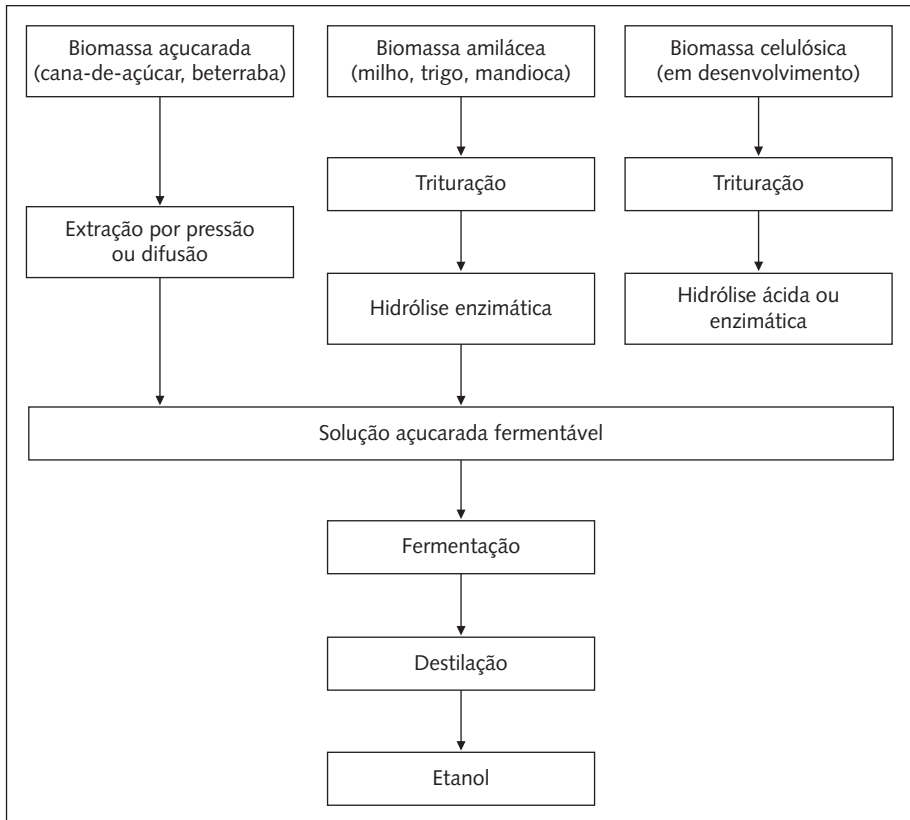 Biomassa açucarada
(cana-de-açúcar, beterraba)
Biomassa amilácea
(milho, trigo, mandioca)
Biomassa celulósica
(em desenvolvimento)
Trituração
Trituração
Extração por pressão
ou difusão
Hidrólise enzimática
Hidrólise ácida ou
enzimática
Solução açucarada fermentável
Fermentação
Destilação
Etanol